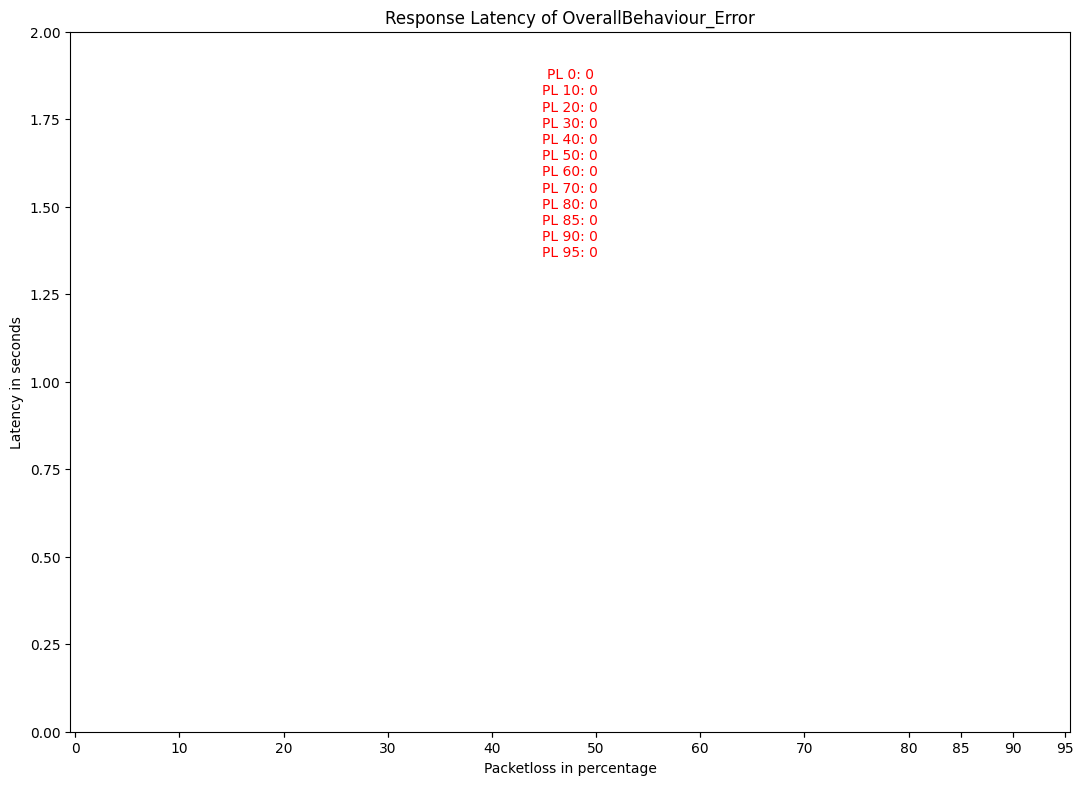 Response Latency of OverallBehaviour_Error
2.00
1.75
1.50
1.25
1.00
0.75
0.50
0.25
0.00
Latency in seconds
PL 0: 0
PL 10: 0
PL 20: 0
PL 30: 0
PL 40: 0
PL 50: 0
PL 60: 0
PL 70: 0
PL 80: 0
PL 85: 0
PL 90: 0
PL 95: 0
0 10 20 30 40 50 60 70 80 85 90 95
Packetloss in percentage